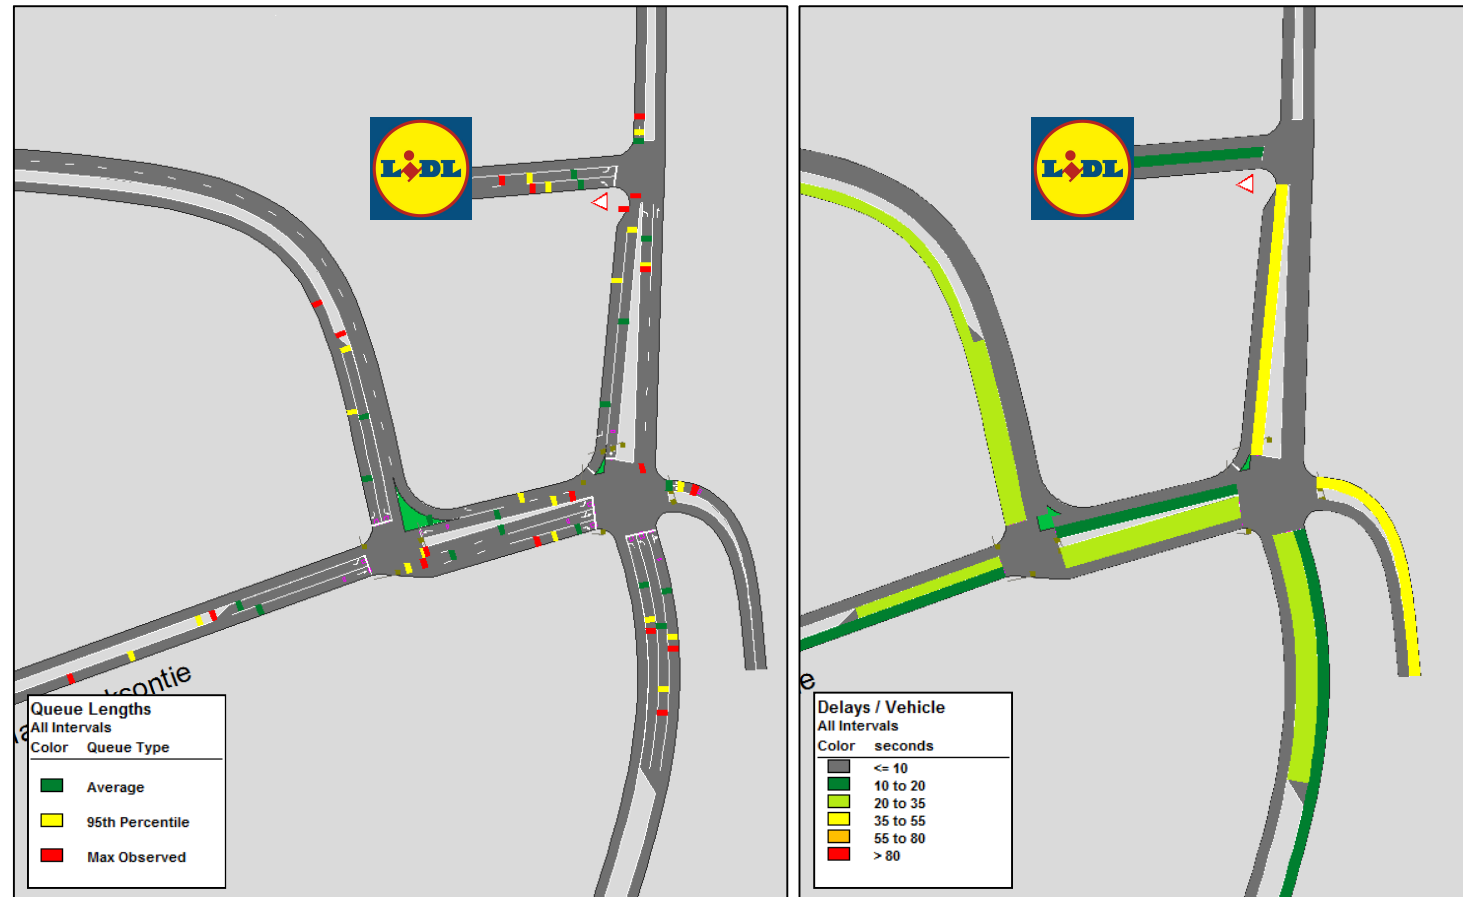 LIDL
Queue Lengths
All Intervals
Color Queue Type
Average
95th Percentile
Max Observed
LIDL
Delays / Vehicle
All Intervals
Color seconds
<= 10
10 to 20
20 to 35
35 to 55
55 to 80
> 80